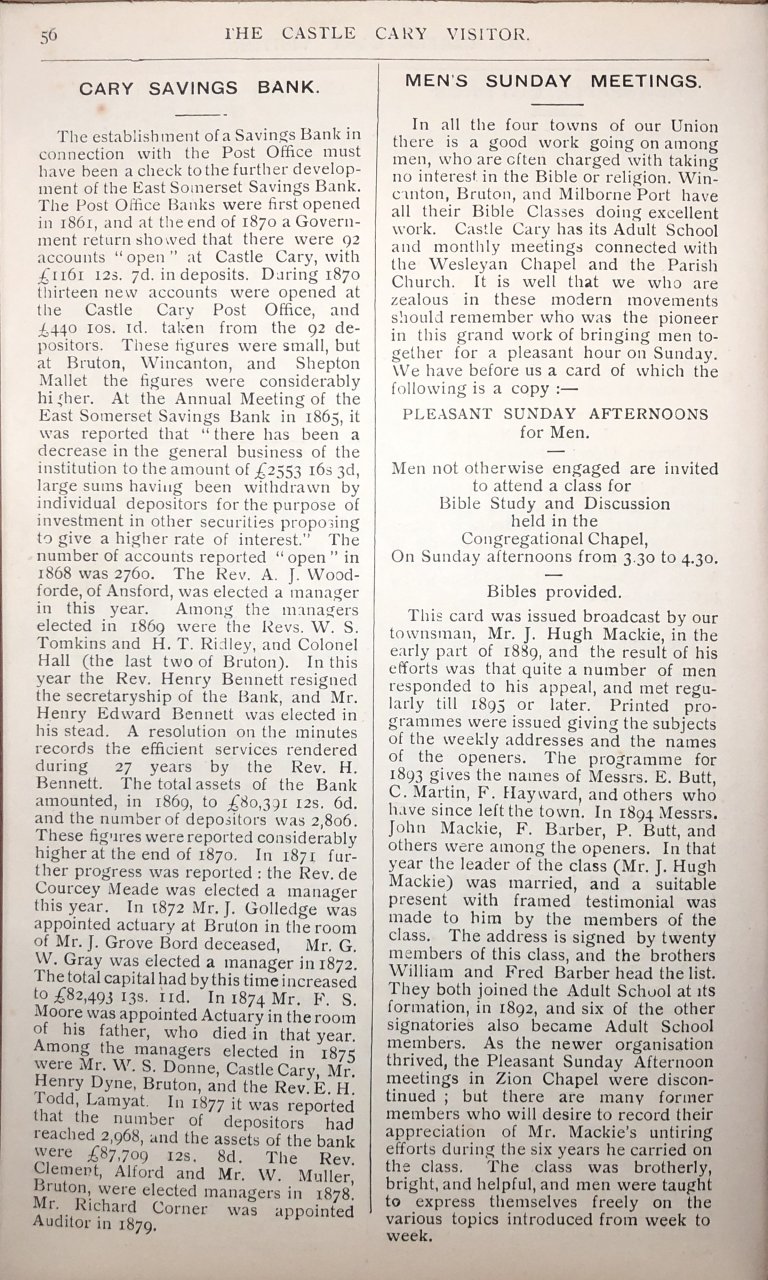 56
THE CASTLE CARY VISITOR.
CARY SAVINGS BANK.
The establishment of a Savings Bank in
connection with the Post Office must
have been a check to the further develop-
ment of the East Somerset Savings Bank.
The Post Office Banks were first opened
in 1861, and at the end of 1870 a Govern-
ment return showed that there were 92
accounts "open" at Castle Cary, with
£1161 12s. 7d. in deposits. During 1870
thirteen new accounts were opened at
the Castle Cary Post Office, and
£440 10s. 1d. taken from the 92 de-
positors. These figures were small, but
at Bruton, Wincanton, and Shepton
Mallet the figures were considerably
higher. At the Annual Meeting of the
East Somerset Savings Bank in 1865, it
was reported that "there has been a
decrease in the general business of the
institution to the amount of £2553 16s 3d,
large sums having been withdrawn by
individual depositors for the purpose of
investment in other securities proposing
to give a higher rate of interest." The
number of accounts reported "open" in
1868 was 2760. The Rev. A. J. Wood-
forde, of Ansford, was elected a manager
in this year. Among the managers
elected in 1869 were the Revs. W. S.
Tomkins and H. T. Ridley, and Colonel
Hall (the last two of Bruton). In this
year the Rev. Henry Bennett resigned
the secretaryship of the Bank, and Mr.
Henry Edward Bennett was elected in
his stead. A resolution on the minutes
records the efficient services rendered
during 27 years by the Rev. H.
Bennett. The total assets of the Bank
amounted, in 1869, to £80,391 12s. 6d.
and the number of depositors was 2,806.
These figures were reported considerably
higher at the end of 1870. In 1871 fur-
ther progress was reported : the Rev. de
Courcey Meade was elected a manager
this year. In 1872 Mr. J. Golledge was
appointed actuary at Bruton in the room
of Mr. J. Grove Bord deceased, Mr. G.
W. Gray was elected a manager in 1872.
The total capital had by this time increased
to £82,493 13s. 11d. In 1874 Mr. F. S.
Moore was appointed Actuary in the room
of his father, who died in that year.
Among the managers elected in 1875
were Mr. W. S. Donne, Castle Cary, Mr.
Henry Dyne, Bruton, and the Rev. E. H.
Todd, Lamyat. In 1877 it was reported
that the number of depositors had
reached 2,968, and the assets of the bank
were £87,709 12s. 8d. The Rev.
Clement, Alford and Mr. W. Muller,
Bruton, were elected managers in 1878.
Mr. Richard Corner was appointed
Auditor in 1879.
MEN'S SUNDAY MEETINGS.
In all the four towns of our Union
there is a good work going on among
men, who are often charged with taking
no interest in the Bible or religion. Win-
canton, Bruton, and Milborne Port have
all their Bible Classes doing excellent
work. Castle Cary has its Adult School
and monthly meetings connected with
the Wesleyan Chapel and the Parish
Church. It is well that we who are
zealous in these modern movements
should remember who was the pioneer
in this grand work of bringing men to-
gether for a pleasant hour on Sunday.
We have before us a card of which the
following is a copy :—
PLEASANT SUNDAY AFTERNOONS
for Men.
Men not otherwise engaged are invited
to attend a class for
Bible Study and Discussion
held in the
Congregational Chapel,
On Sunday afternoons from 3.30 to 4.30.
Bibles provided.
This card was issued broadcast by our
townsman, Mr. J. Hugh Mackie, in the
early part of 1889, and the result of his
efforts was that quite a number of men
responded to his appeal, and met regu-
larly till 1895 or later. Printed pro-
grammes were issued giving the subjects
of the weekly addresses and the names
of the openers. The programme for
1893 gives the names of Messrs. E. Butt,
C. Martin, F. Hayward, and others who
have since left the town. In 1894 Messrs.
John Mackie, F. Barber, P. Butt, and
others were among the openers. In that
year the leader of the class (Mr. J. Hugh
Mackie) was married, and a suitable
present with framed testimonial was
made to him by the members of the
class. The address is signed by twenty
members of this class, and the brothers
William and Fred Barber head the list.
They both joined the Adult School at its
formation, in 1892, and six of the other
signatories also became Adult School
members. As the newer organisation
thrived, the Pleasant Sunday Afternoon
meetings in Zion Chapel were discon-
tinued ; but there are many former
members who will desire to record their
appreciation of Mr. Mackie's untiring
efforts during the six years he carried on
the class. The class was brotherly,
bright, and helpful, and men were taught
to express themselves freely on the
various topics introduced from week to
week.